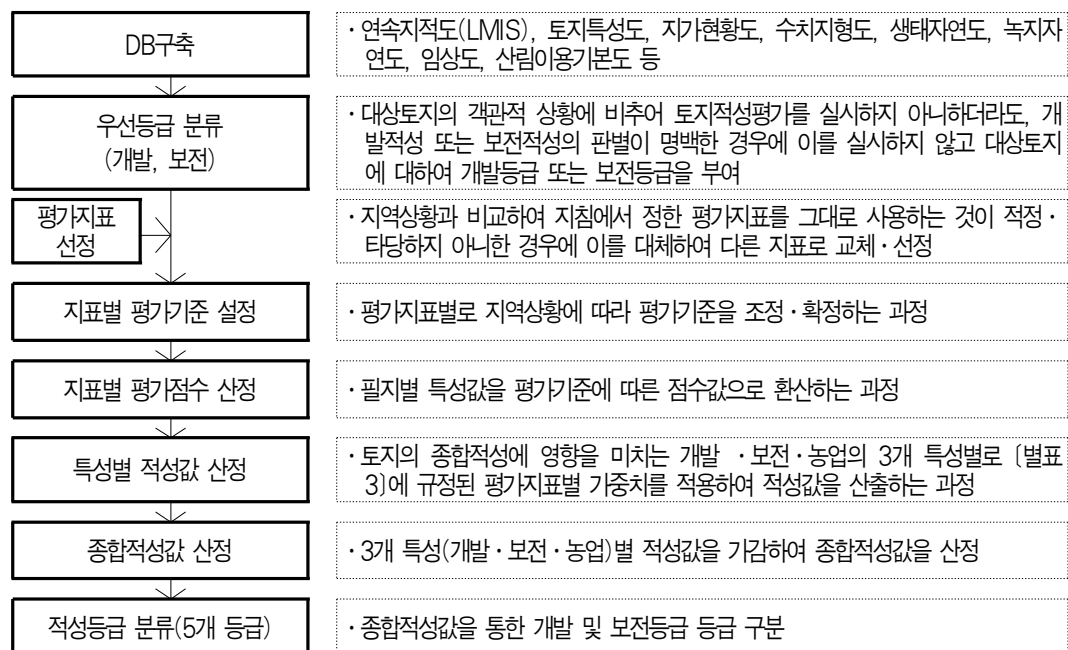 DB구축
· 연속지적도(LMIS), 토지특성도, 지가현황도, 수치지형도, 생태자연도, 녹지자
연도, 임상도, 산림이용기본도 등
우선등급 분류
(개발, 보전)
· 대상토지의 객관적 상황에 비추어 토지적성평가를 실시하지 아니하더라도, 개
발적성 또는 보전적성의 판별이 명백한 경우에 이를 실시하지 않고 대상토지
에 대하여 개발등급 또는 보전등급을 부여
평가지표
선정
· 지역상황과 비교하여 지침에서 정한 평가지표를 그대로 사용하는 것이 적정·
타당하지 아니한 경우에 이를 대체하여 다른 지표로 교체·선정
지표별 평가기준 설정
· 평가지표별로 지역상황에 따라 평가기준을 조정·확정하는 과정
지표별 평가점수 산정
· 필지별 특성값을 평가기준에 따른 점수값으로 환산하는 과정
특성별 적성값 산정
· 토지의 종합적성에 영향을 미치는 개발 ·보전·농업의 3개 특성별로 〔별표
3〕에 규정된 평가지표별 가중치를 적용하여 적성값을 산출하는 과정
종합적성값 산정
· 3개 특성(개발·보전·농업)별 적성값을 가감하여 종합적성값을 산정
적성등급 분류(5개 등급)
· 종합적성값을 통한 개발 및 보전등급 등급 구분